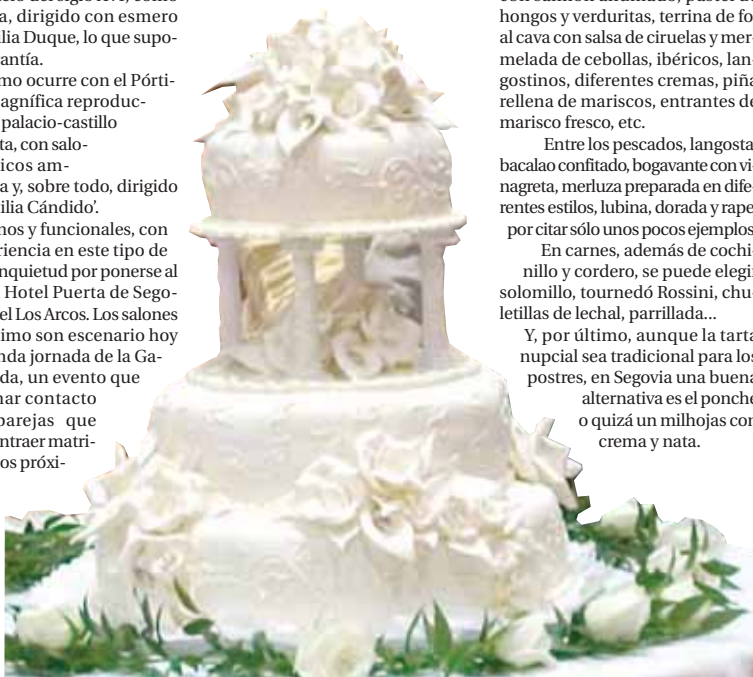 a, dirigido con esmero
ilia Duque, lo que supo-
antía.
mo ocurre con el Pórti-
agnífica reproduc-
palacio-castillo
ta, con salo-
icos am-
a y, sobre todo, dirigido
ilia Cándido’.
nos y funcionales, con
riencia en este tipo de
nquietud por ponerse al
Hotel Puerta de Sego-
el Los Arcos. Los salones
timo son escenario hoy
nda jornada de la Ga-
da, un evento que
nar contacto
parejas que
ntraer matri-
os próxi-
hongos y verduritas, terrina de fo
al cava con salsa de ciruelas y mer-
melada de cebollas, ibéricos, lan-
gostinos, diferentes cremas, piña
rellena de mariscos, entrantes de
marisco fresco, etc.
Entre los pescados, langosta
bacalao confitado, bogavante con vi-
nagreta, merluza preparada en dife-
rentes estilos, lubina, dorada y rape
por citar sólo unos pocos ejemplos
En carnes, además de cochi-
nillo y cordero, se puede elegir
solomillo, tournedó Rossini, chu-
letillas de lechal, parrillada...
Y, por último, aunque la tarta
nupcial sea tradicional para los
postres, en Segovia una buena
alternativa es el ponche
o quizá un milhojas con
crema y nata.